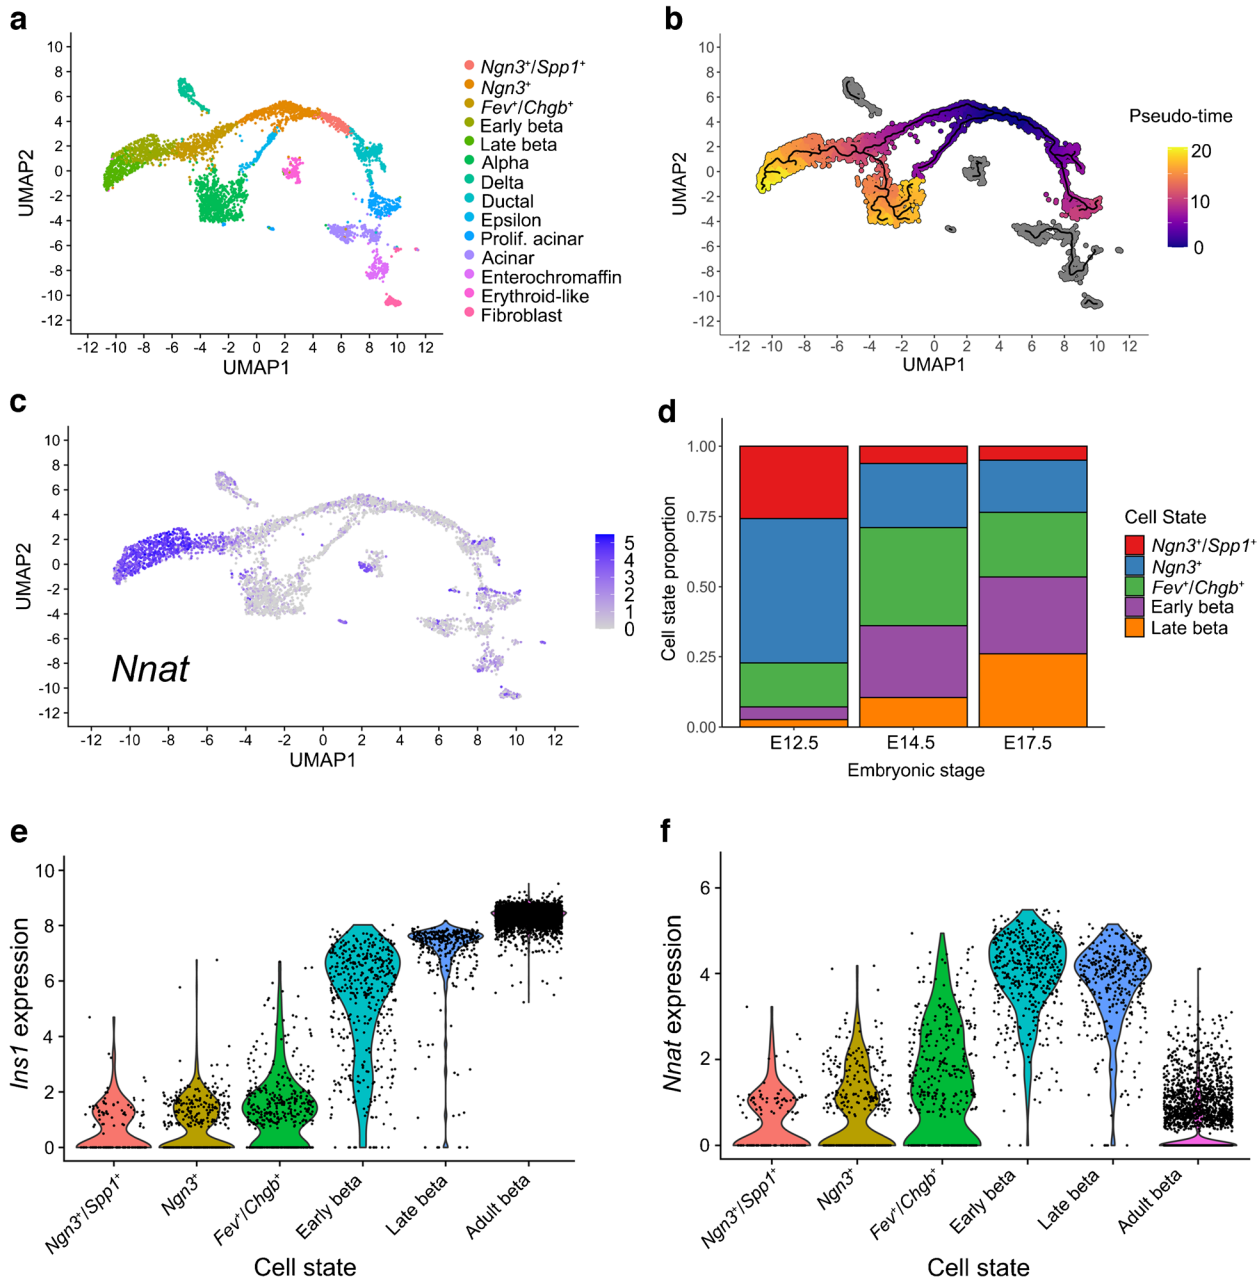 a
10
8
6
4
2
0
-2
-4
-6
-8
-10
-12
UMAP2
-12 -10 -8 -6 -4 -2 0 2 4 6 8 10 12
UMAP1
Ngn3+/Spp1+
Ngn3+
Fev+/Chgb+
Early beta
Late beta
Alpha
Delta
Ductal
Epsilon
Prolif. acinar
Acinar
Enterochromaffin
Erythroid-like
Fibroblast
b
10
8
6
4
2
0
-2
-4
-6
-8
-10
-12
UMAP2
-12 -10 -8 -6 -4 -2 0 2 4 6 8 10 12
UMAP1
Pseudo-time
20
10
0
c
10
8
6
4
2
0
-2
-4
-6
-8
-10
-12
UMAP2
Nnat
-12 -10 -8 -6 -4 -2 0 2 4 6 8 10 12
UMAP1
5
4
3
2
1
0
d
1.00
0.75
0.50
0.25
0.00
Cell state proportion
E12.5 E14.5 E17.5
Embryonic stage
Cell State
Ngn3+/Spp1+
Ngn3+
Fev+/Chgb+
Early beta
Late beta
e
10
8
6
4
2
0
Ins1 expression
Ngn3+/Spp1+
Ngn3+
Fev+/Chgb+
Early beta
Late beta
Adult beta
Cell state
f
6
4
2
0
Nnat expression
Ngn3+/Spp1+
Ngn3+
Fev+/Chgb+
Early beta
Late beta
Adult beta
Cell state